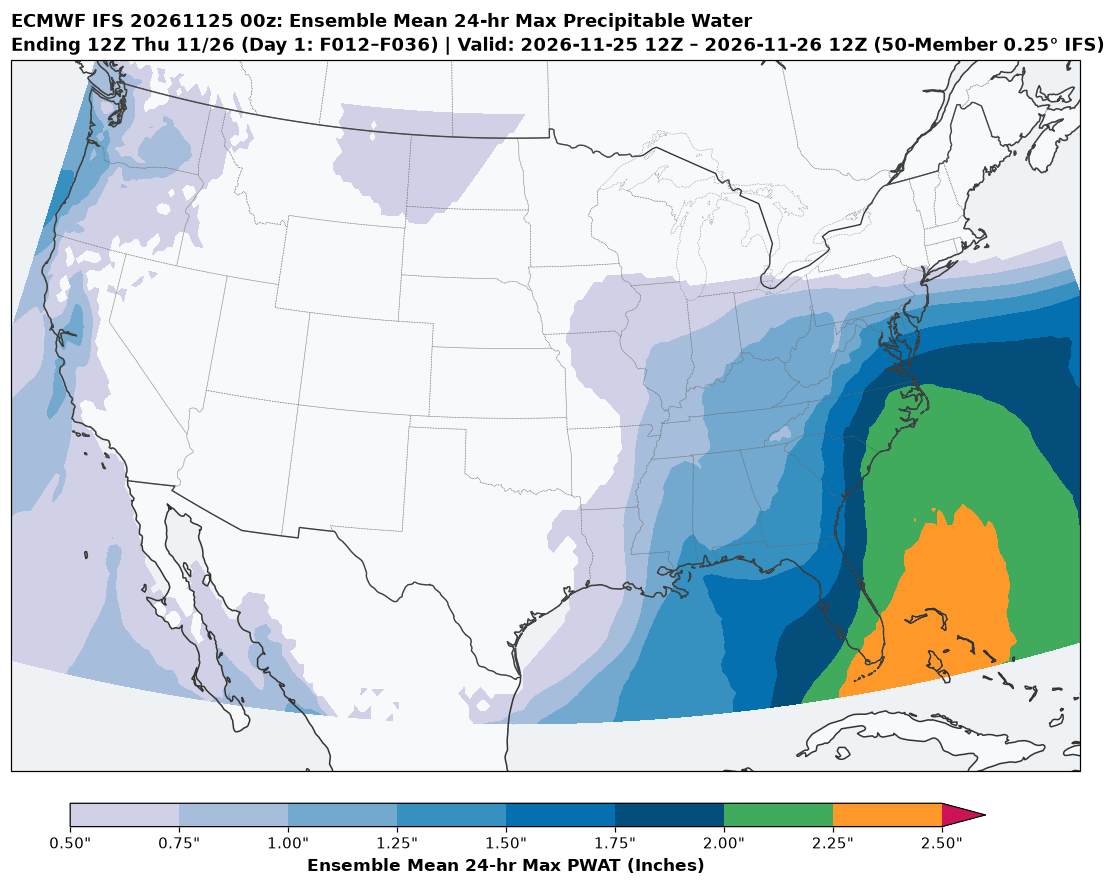 ECMWF IFS 20261125 00z: Ensemble Mean 24-hr Max Precipitable Water
Ending 12Z Thu 11/26 (Day 1: F012–F036) | Valid: 2026-11-25 12Z – 2026-11-26 12Z (50-Member 0.25° IFS)
0.50" 0.75" 1.00" 1.25" 1.50" 1.75" 2.00" 2.25" 2.50"
Ensemble Mean 24-hr Max PWAT (Inches)